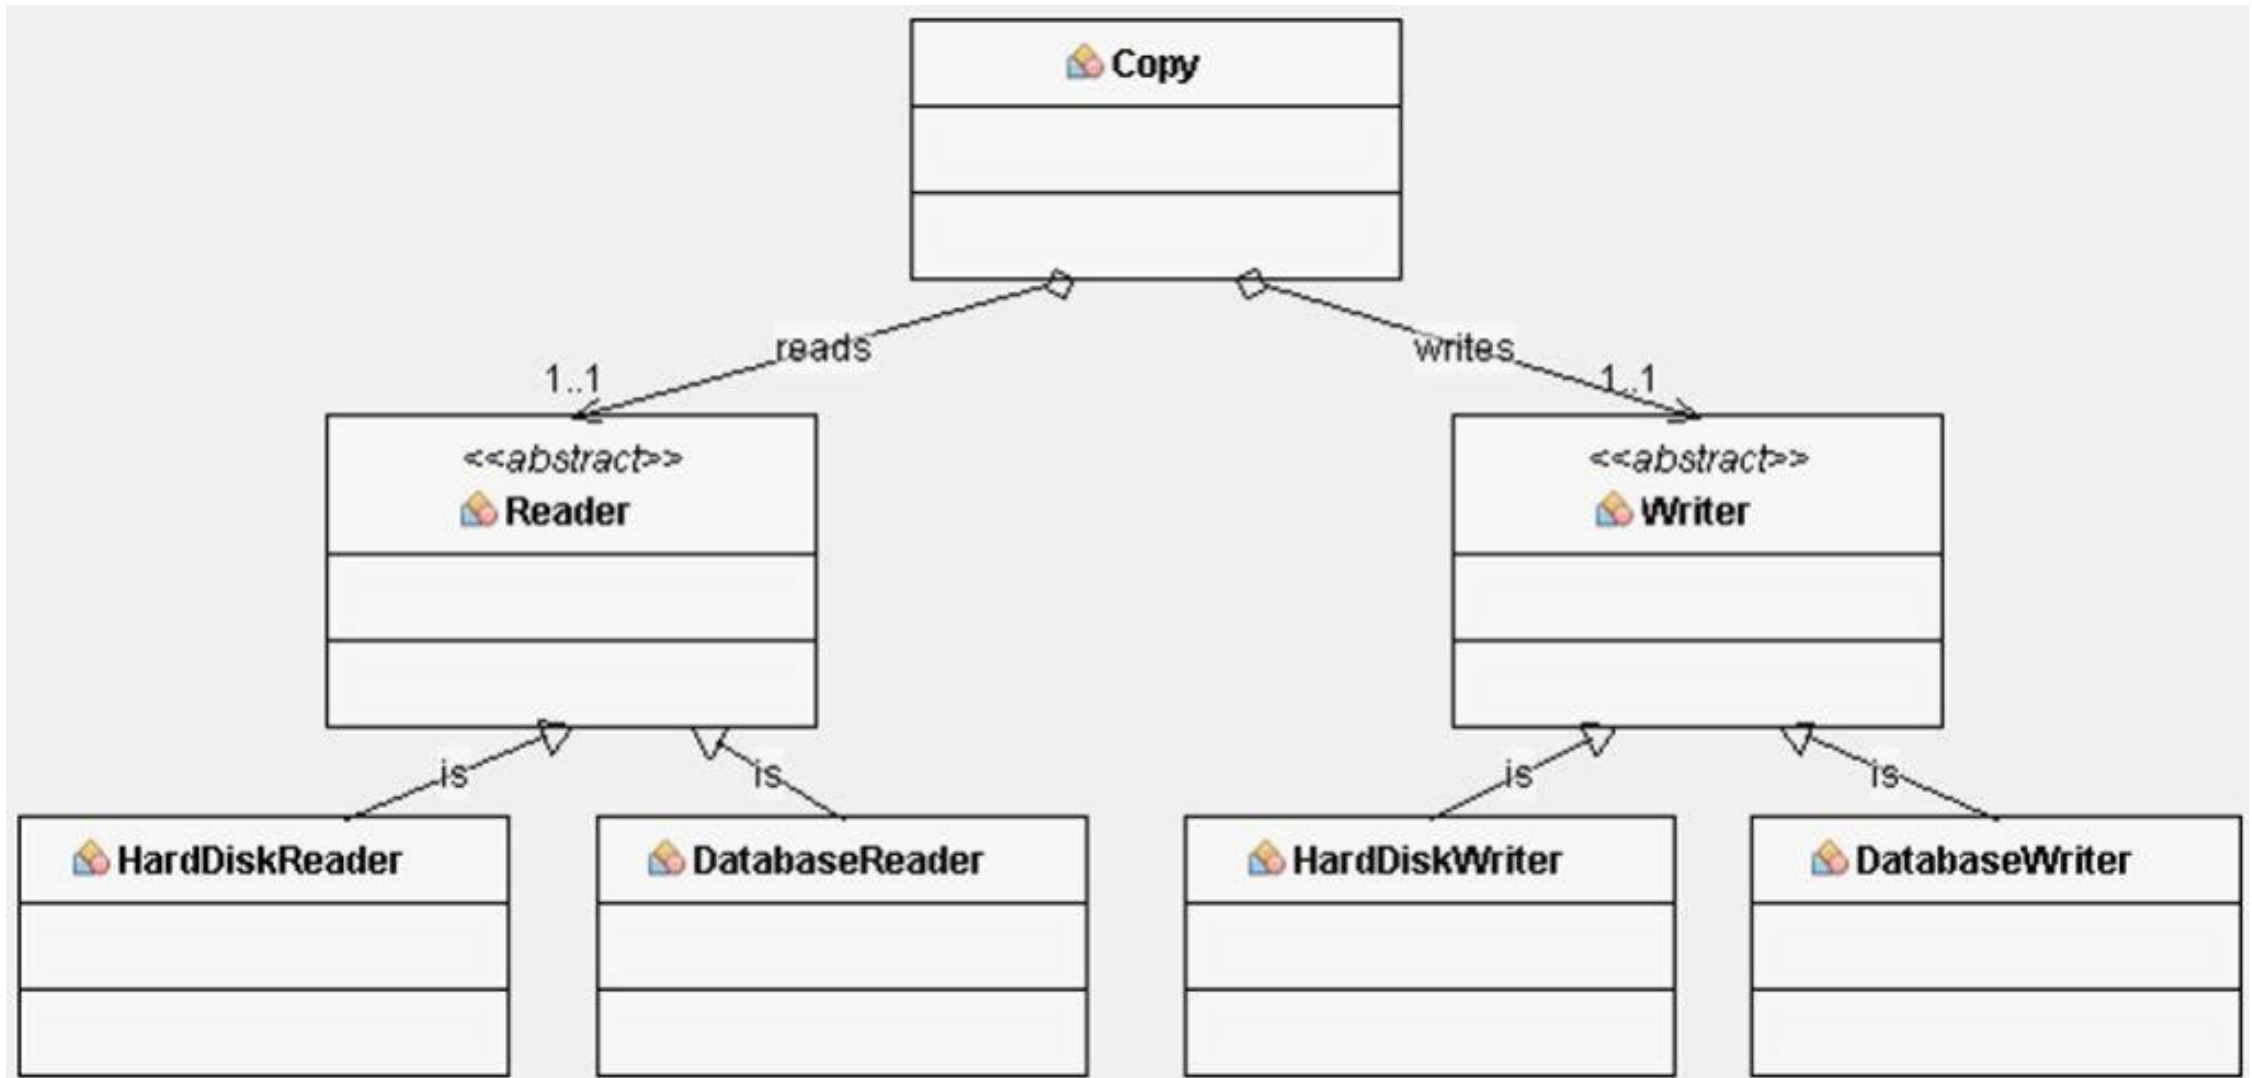 Copy
reads
writes
1..1
1..1
<<abstract>>
Reader
<<abstract>>
Writer
is
is
is
is
HardDiskReader
DatabaseReader
HardDiskWriter
DatabaseWriter